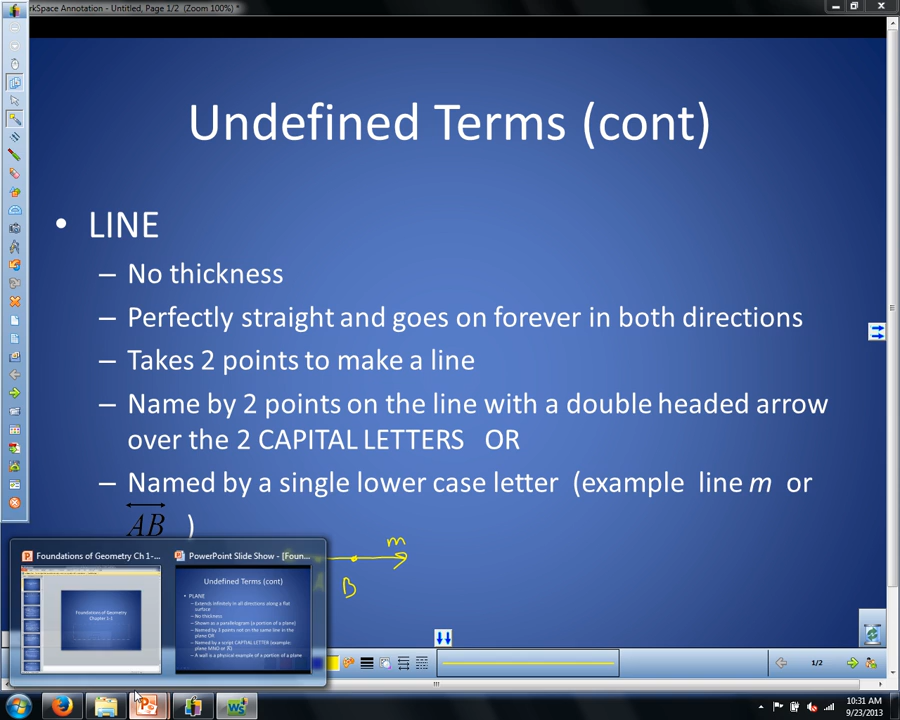 rkSpace Annotation - Untitled, Page 1/2 (Zoom 100%) *
Undefined Terms (cont)
• LINE
– No thickness
– Perfectly straight and goes on forever in both directions
– Takes 2 points to make a line
– Name by 2 points on the line with a double headed arrow
over the 2 CAPITAL LETTERS OR
– Named by a single lower case letter (example line m or
AB )
m
B
Foundations of Geometry Ch 1-...
PowerPoint Slide Show - [Foun...
Foundations of Geometry
Chapter 1-1
Undefined Terms (cont)
• PLANE
– Extends infinitely in all directions along a flat
surface
– No thickness
– Shown as a parallelogram (a portion of a plane)
– Named by 3 points not on the same line in the
plane OR
– Named by a script CAPITAL LETTER (example:
– A wall is a physical example of a portion of a plane
1/2
10:31 AM
9/23/2013